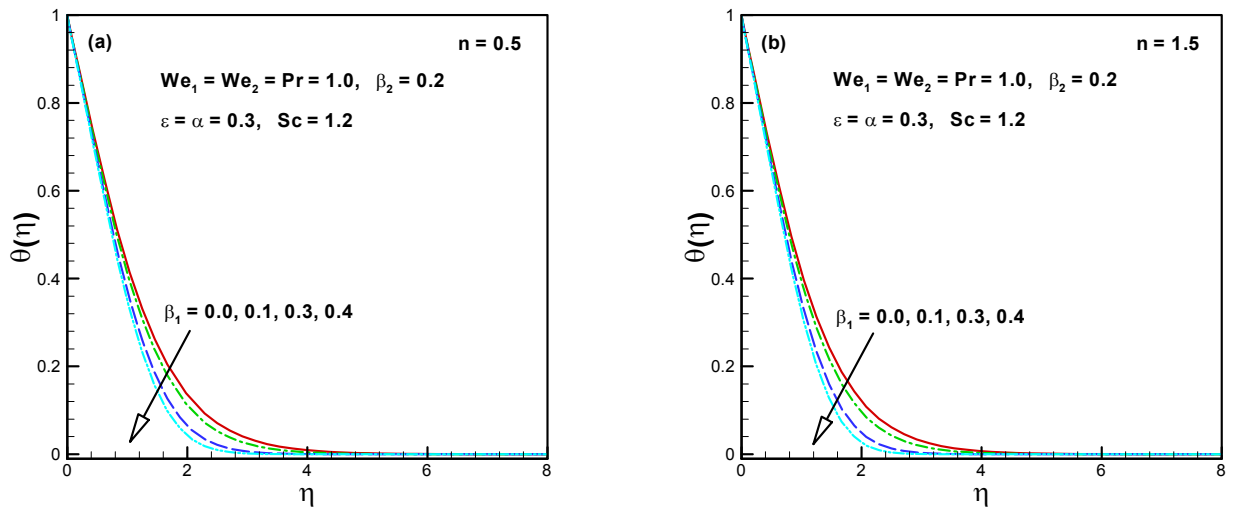 (a)
n = 0.5
We₁ = We₂ = Pr = 1.0, β₂ = 0.2
ε = α = 0.3, Sc = 1.2
β₁ = 0.0, 0.1, 0.3, 0.4
θ(η)
1
0.8
0.6
0.4
0.2
0
0 2 4 6 8
η
(b)
n = 1.5
We₁ = We₂ = Pr = 1.0, β₂ = 0.2
ε = α = 0.3, Sc = 1.2
β₁ = 0.0, 0.1, 0.3, 0.4
θ(η)
1
0.8
0.6
0.4
0.2
0
0 2 4 6 8
η